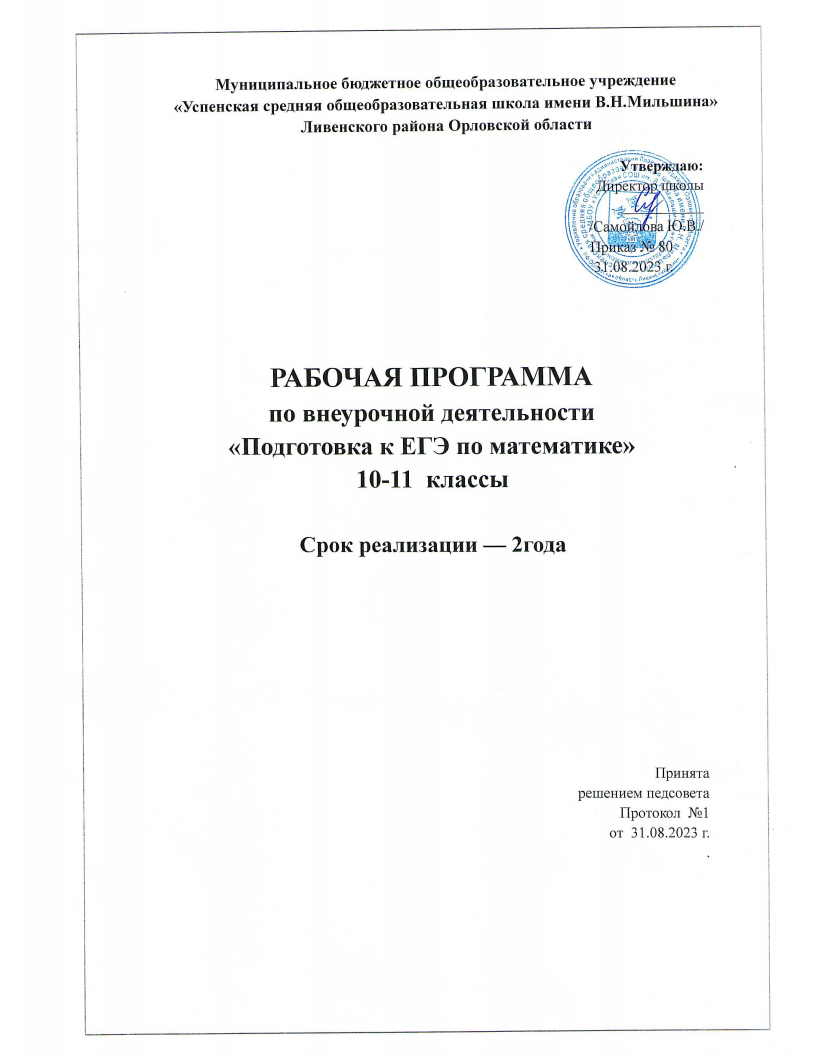 Муниципальное бюджетное общеобразовательное учреждение
«Успенская средняя общеобразовательная школа имени В.Н.Мильшина»
Ливенского района Орловской области
Утверждаю:
Директор школы
/Самойлова Ю.В./
Приказ № 80
31.08.2023 г.
РАБОЧАЯ ПРОГРАММА
по внеурочной деятельности
«Подготовка к ЕГЭ по математике»
10-11 классы
Срок реализации — 2года
Принята
решением педсовета
Протокол №1
от 31.08.2023 г.
.